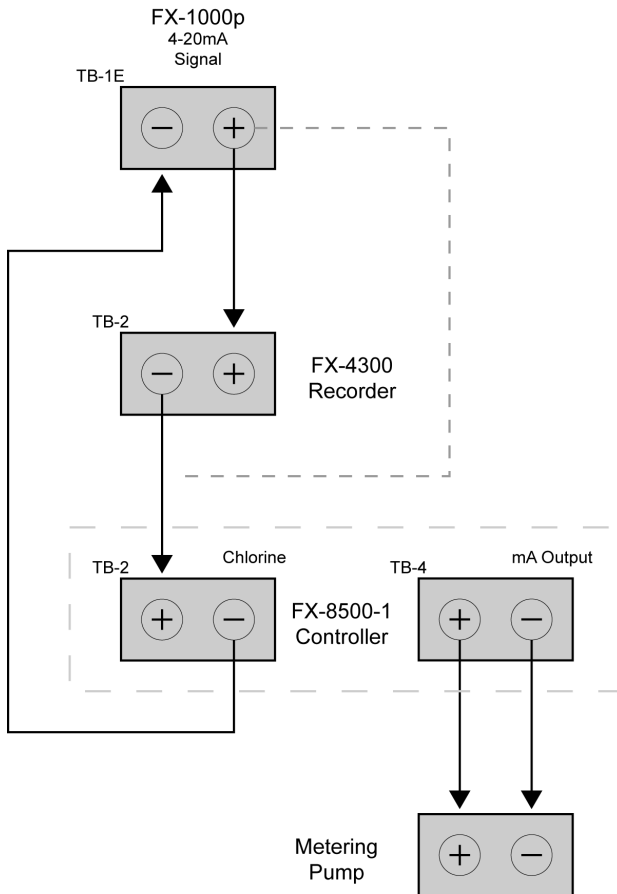 FX-1000p
4-20mA
Signal
TB-1E
− +
TB-2
− +
FX-4300
Recorder
TB-2
Chlorine
+ −
FX-8500-1
Controller
TB-4
mA Output
+ −
Metering
Pump
+ −